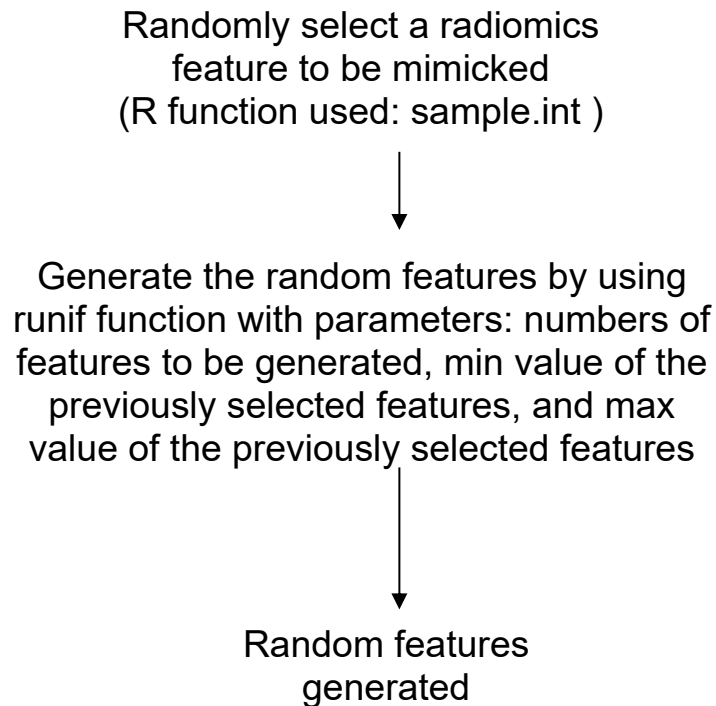 Randomly select a radiomics
feature to be mimicked
(R function used: sample.int )
Generate the random features by using
runif function with parameters: numbers of
features to be generated, min value of the
previously selected features, and max
value of the previously selected features
Random features
generated